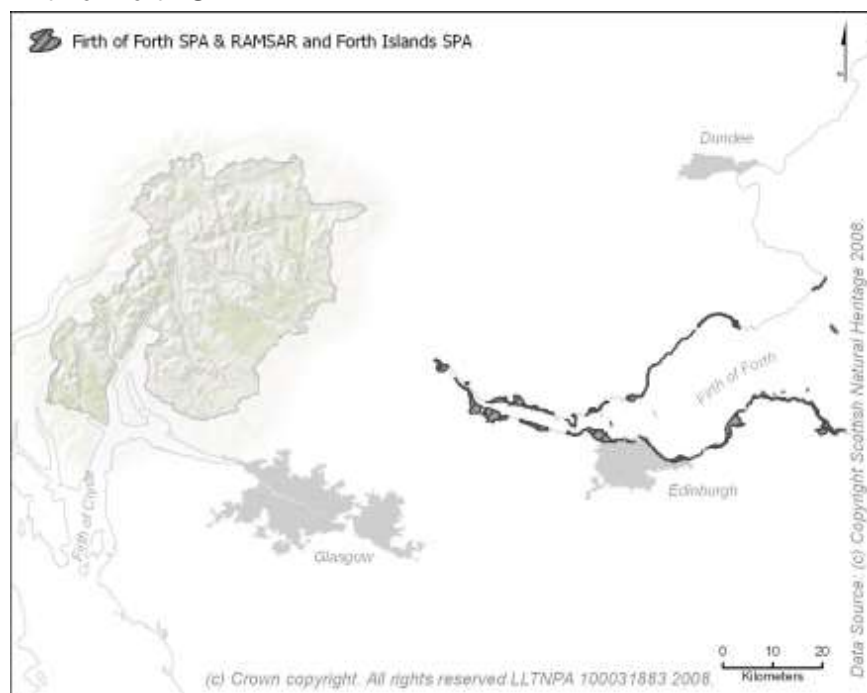 Firth of Forth SPA & RAMSAR and Forth Islands SPA
Dundee
Firth of Forth
Edinburgh
Firth of Clyde
Glasgow
0 10 20
Kilometers
(c) Crown copyright. All rights reserved LLTNPA 100031883 2008.
Data Source: (c) Copyright Scottish Natural Heritage 2008